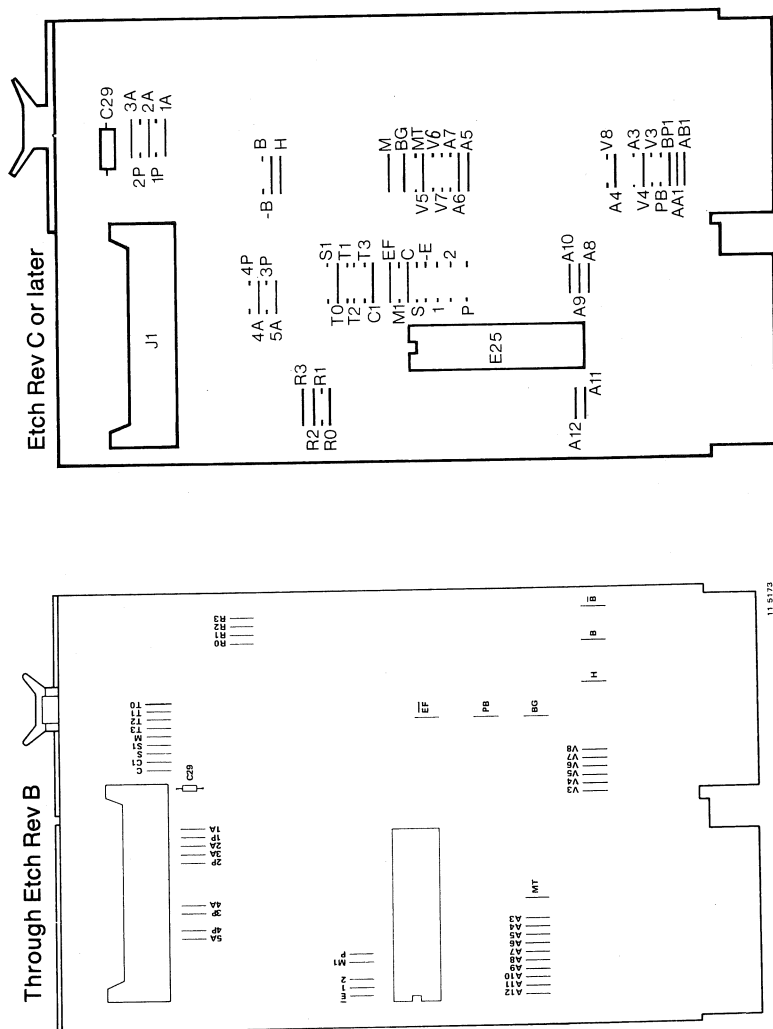 Etch Rev C or later
C29
3A
2P
2A
1P
1A
J1
B
-B
H
4P
4A
3P
5A
M
BG
V5
MT
V6
V7
A7
A6
A5
S1
T0
T1
T2
T3
C1
EF
M1
C
S
-E
1
2
P
R3
R2
R1
R0
E25
V8
A4
A3
V4
V3
PB
BP1
AA1
AB1
A10
A9
A8
A12
A11
Through Etch Rev B
R3
R2
R1
R0
T0
T1
T2
T3
M
S1
S
C1
C
C29
1A
1P
2A
3A
2P
4A
3P
4P
5A
B
B
H
EF
PB
BG
V8
V7
V6
V5
V4
V3
MT
P
M1
2
1
E
A3
A4
A5
A6
A7
A8
A9
A10
A11
A12
11 5173